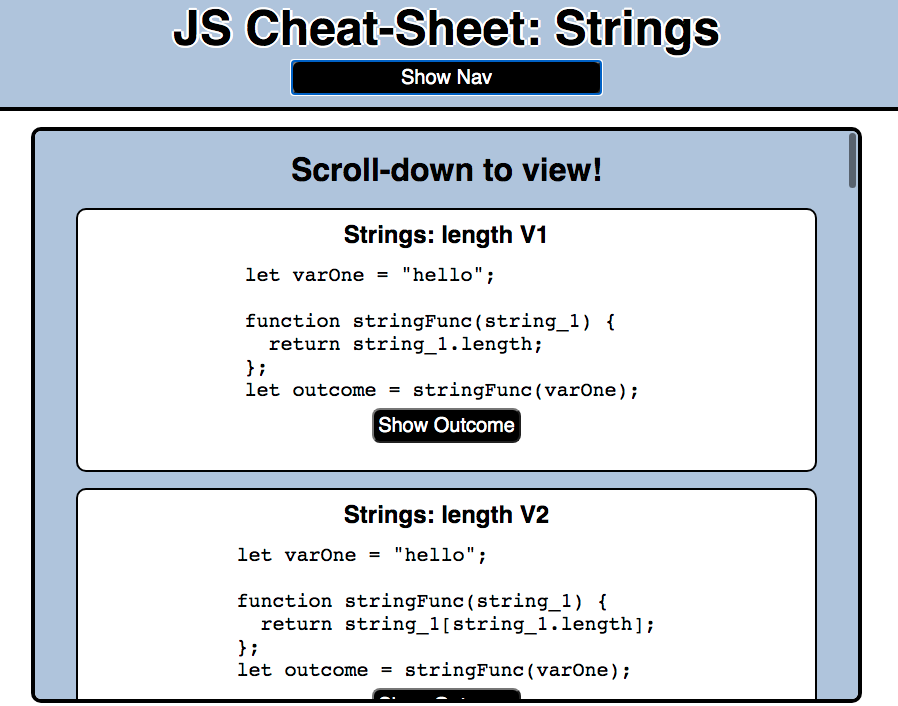 JS Cheat-Sheet: Strings
Show Nav
Scroll-down to view!
Strings: length V1
let varOne = "hello";
function stringFunc(string_1) {
  return string_1.length;
};
let outcome = stringFunc(varOne);
Show Outcome
Strings: length V2
let varOne = "hello";
function stringFunc(string_1) {
  return string_1[string_1.length];
};
let outcome = stringFunc(varOne);